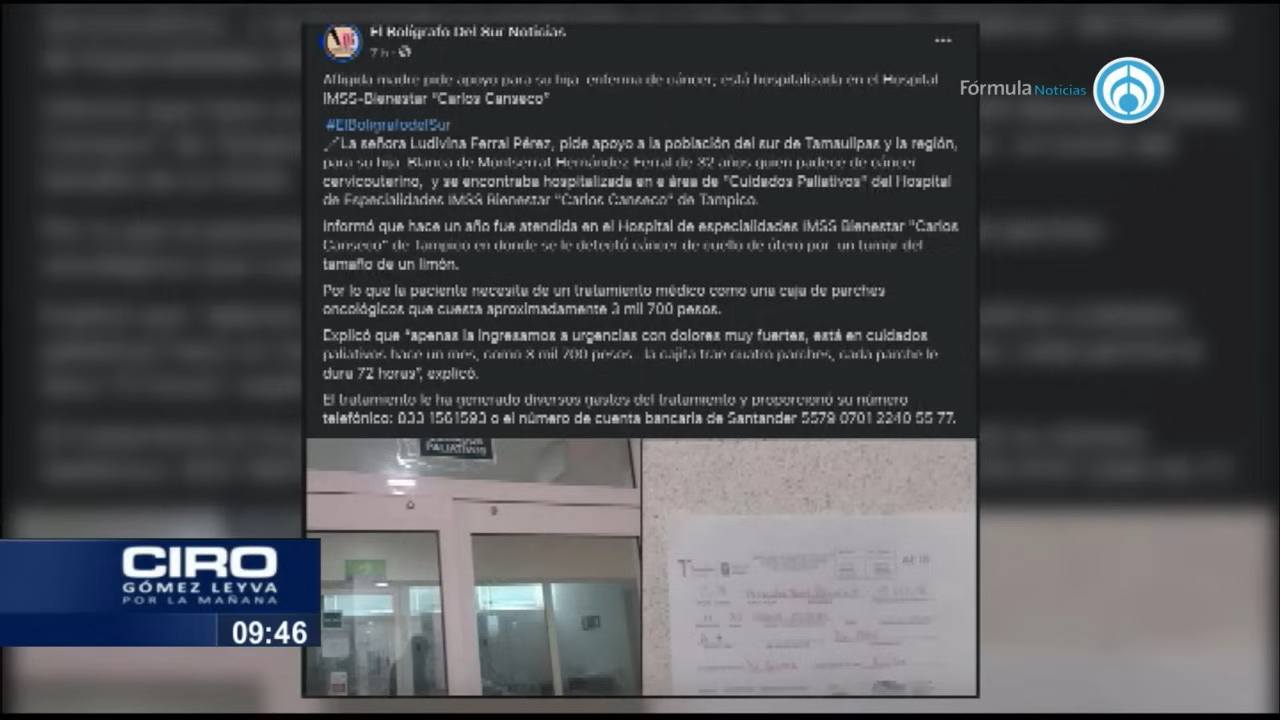 El Bolígrafo Del Sur Noticias
7 h
Afligida madre pide apoyo para su hija enferma de cáncer; está hospitalizada en el Hospital
IMSS-Bienestar "Carlos Canseco"
#ElBoligrafodelSur
La señora Ludivina Ferral Pérez, pide apoyo a la población del sur de Tamaulipas y la región,
para su hija Blanca de Montserrat Hernández Ferral de 32 años quien padece de cáncer
cervicouterino, y se encontraba hospitalizada en e área de "Cuidados Paliativos" del Hospital
de Especialidades IMSS Bienestar "Carlos Canseco" de Tampico.
Informó que hace un año fue atendida en el Hospital de especialidades IMSS Bienestar "Carlos
Canseco" de Tampico en donde se le detectó cáncer de cuello de útero por un tumor del
tamaño de un limón.
Por lo que la paciente necesita de un tratamiento médico como una caja de parches
oncológicos que cuesta aproximadamente 3 mil 700 pesos.
Explicó que "apenas la ingresamos a urgencias con dolores muy fuertes, está en cuidados
paliativos hace un mes, como 3 mil 700 pesos la cajita trae cuatro parches, cada parche le
dura 72 horas", explicó.
El tratamiento le ha generado diversos gastos del tratamiento y proporcionó su número
telefónico: 833 1561593 o el número de cuenta bancaria de Santander 5579 0701 2240 55 77.
Fórmula Noticias
PALIATIVOS
CIRO
GÓMEZ LEYVA
POR LA MAÑANA
09:46